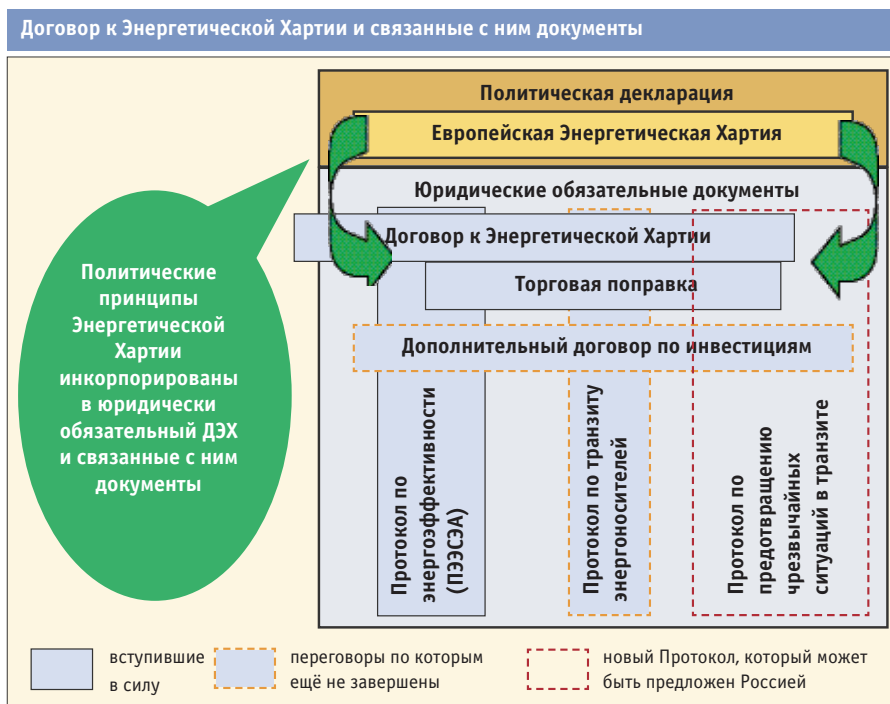 Договор к Энергетической Хартии и связанные с ним документы
Политическая декларация
Европейская Энергетическая Хартия
Юридические обязательные документы
Договор к Энергетической Хартии
Торговая поправка
Дополнительный договор по инвестициям
Политические
принципы
Энергетической
Хартии
инкорпорированы
в юридически
обязательный ДЭХ
и связанные с ним
документы
Протокол по
энергоэффективности
(ПЭЭСЭА)
Протокол по транзиту
энергоносителей
Протокол по
предотвращению
чрезвычайных
ситуаций в транзите
вступившие
в силу
переговоры по которым
ещё не завершены
новый Протокол, который может
быть предложен Россией